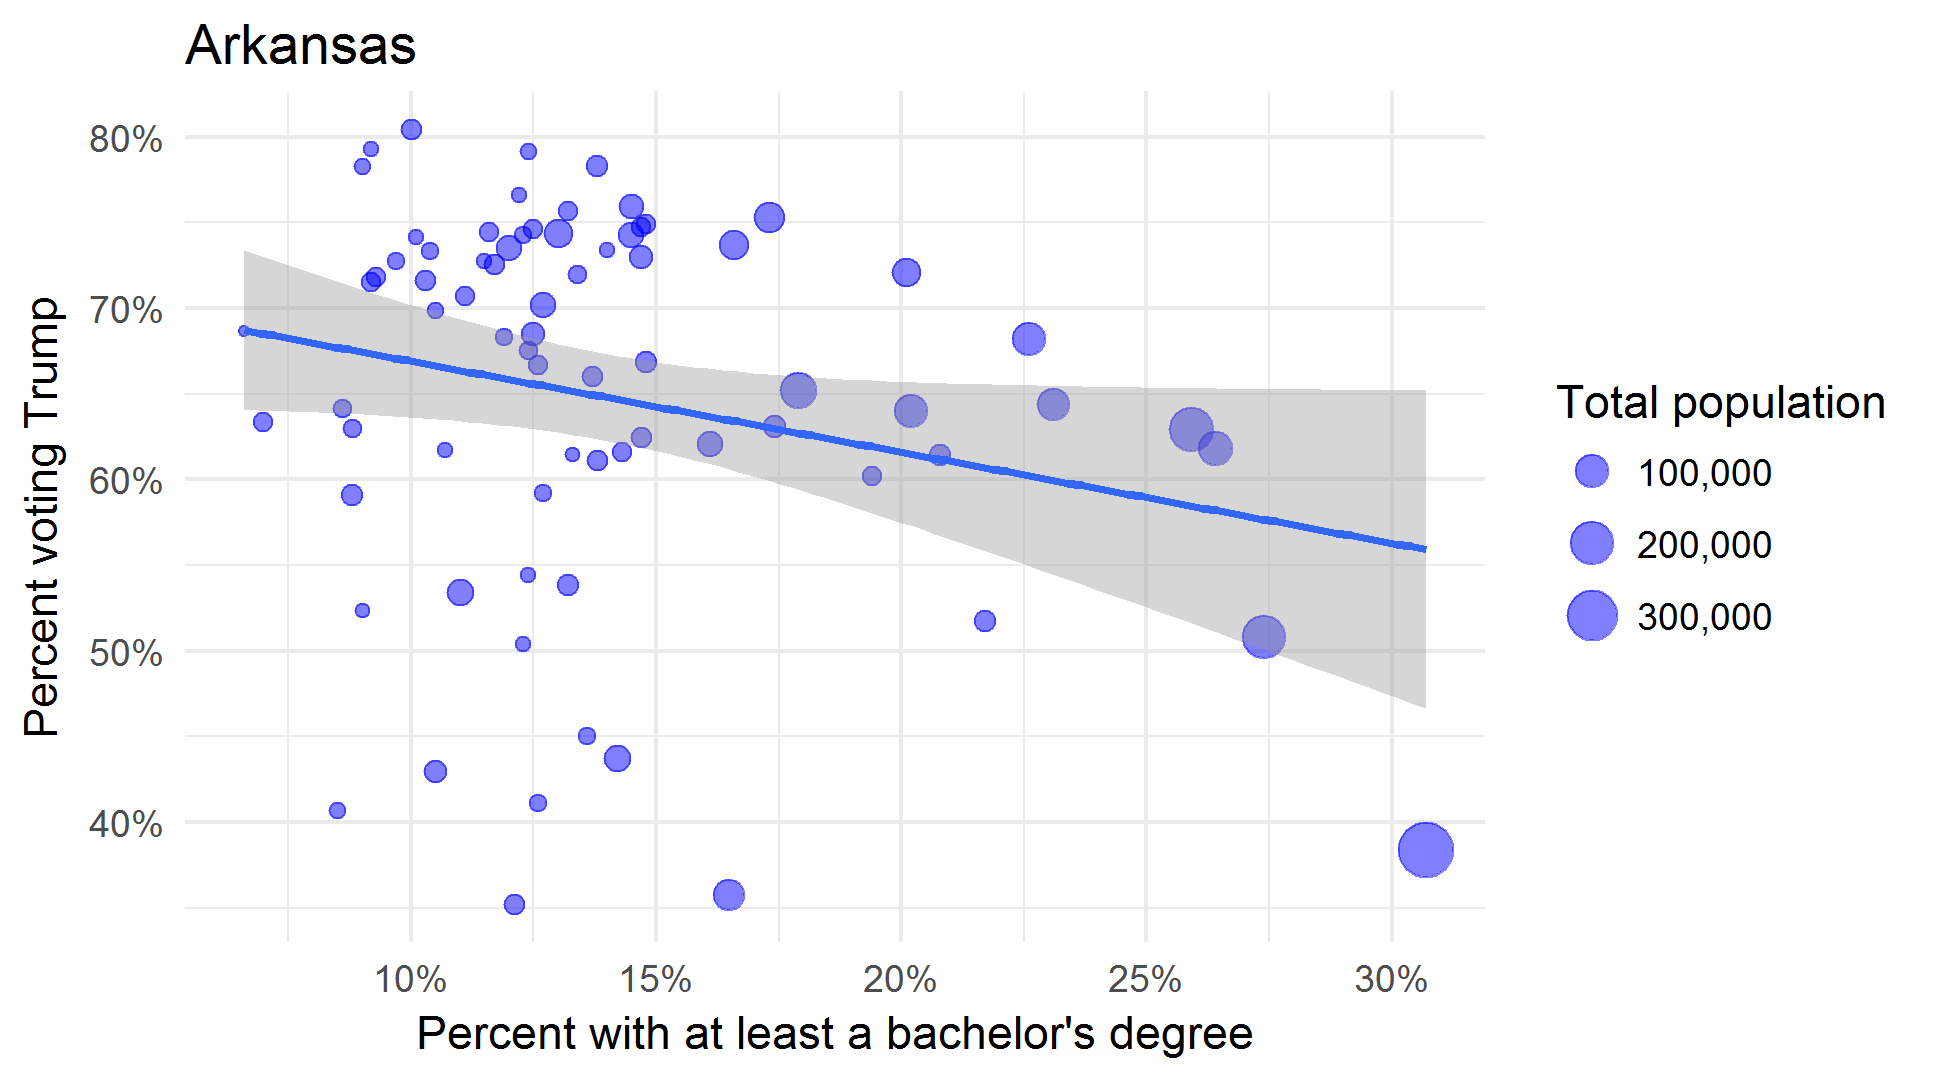 Arkansas
Percent voting Trump
80%
70%
60%
50%
40%
10% 15% 20% 25% 30%
Percent with at least a bachelor's degree
Total population
100,000
200,000
300,000